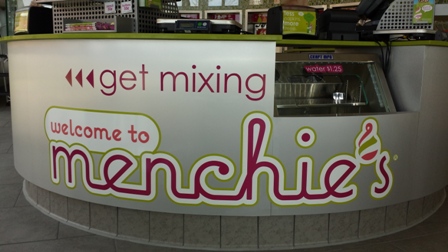 get mixing
water $1.25
welcome to
menchie's